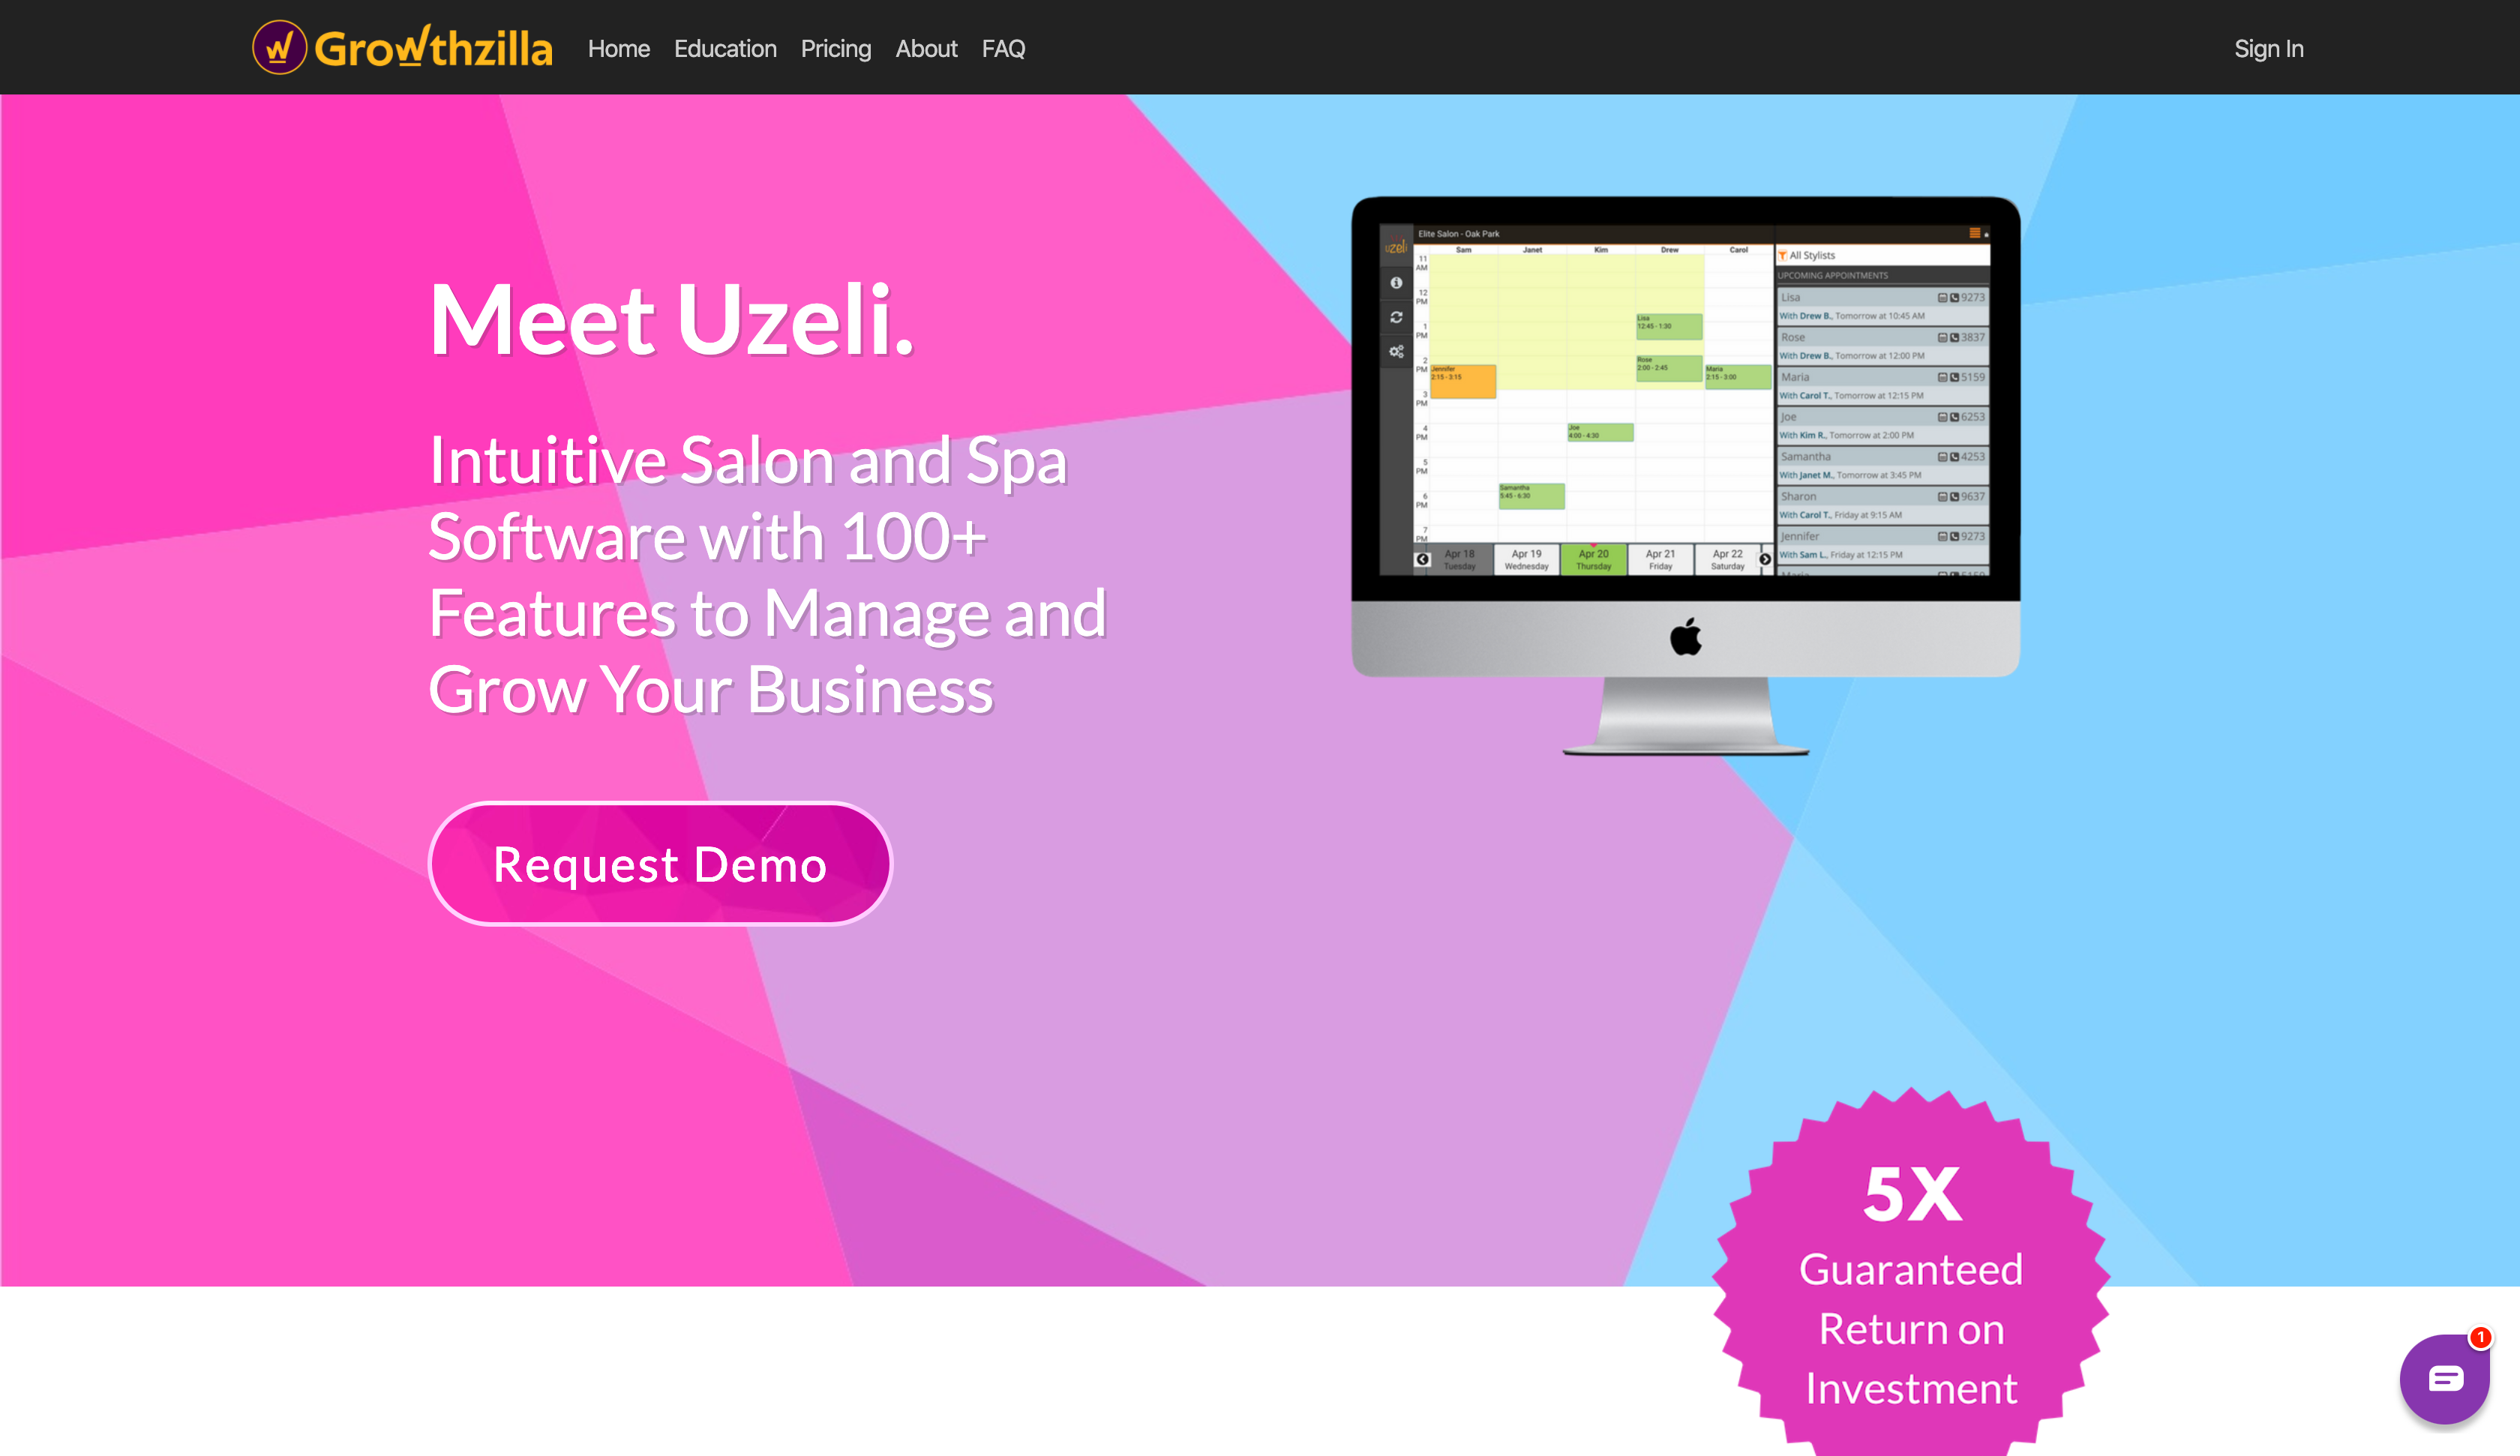 Growthzilla
Home Education Pricing About FAQ
Sign In
Meet Uzeli.
Intuitive Salon and Spa
Software with 100+
Features to Manage and
Grow Your Business
Request Demo
uzeli
Elite Salon - Oak Park
Sam Janet Kim Drew Carol
11 AM
12 PM
1 PM
2 PM
3 PM
4 PM
5 PM
6 PM
7 PM
Lisa
12:45 - 1:30
Rose
2:00 - 2:45
Jennifer
2:15 - 3:15
Maria
2:15 - 3:00
Joe
4:00 - 4:30
Samantha
5:45 - 6:30
Apr 18 Tuesday
Apr 19 Wednesday
Apr 20 Thursday
Apr 21 Friday
Apr 22 Saturday
All Stylists
UPCOMING APPOINTMENTS
Lisa 9273
With Drew B., Tomorrow at 10:45 AM
Rose 3837
With Drew B., Tomorrow at 12:00 PM
Maria 5159
With Carol T., Tomorrow at 12:15 PM
Joe 6253
With Kim R., Tomorrow at 2:00 PM
Samantha 4253
With Janet M., Tomorrow at 3:45 PM
Sharon 9637
With Carol T., Friday at 9:15 AM
Jennifer 9273
With Sam L., Friday at 12:15 PM
5X
Guaranteed
Return on
Investment
1